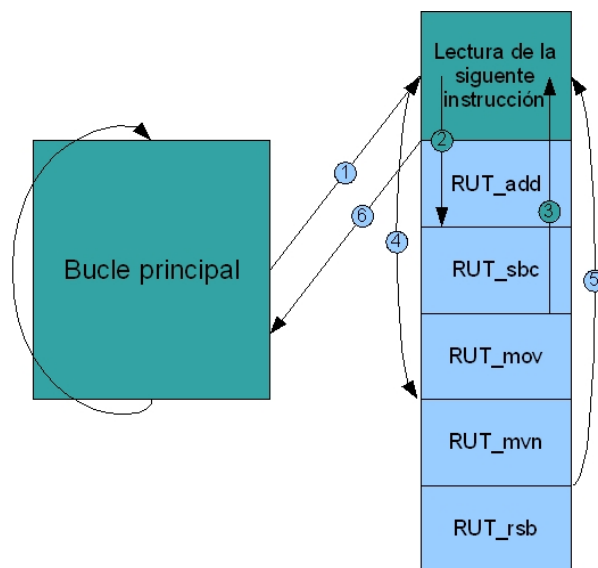 Lectura de la
siguente
instrucción
1
2
RUT_add
6
3
4
Bucle principal
RUT_sbc
5
RUT_mov
RUT_mvn
RUT_rsb